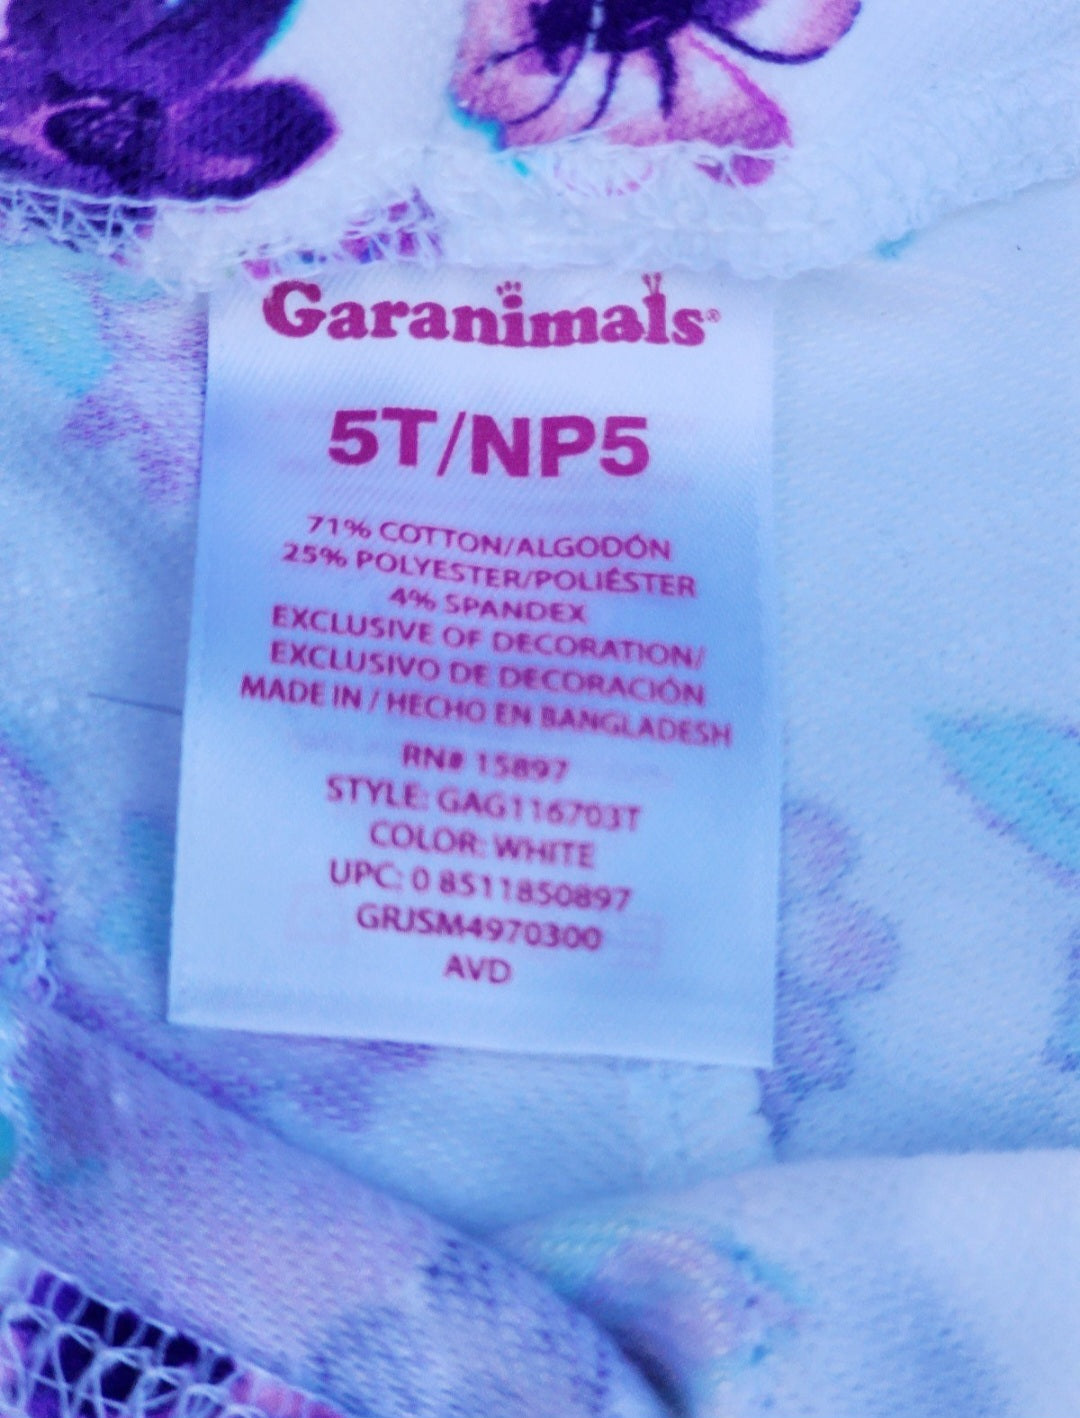 Garanimals®
5T/NP5
71% COTTON/ALGODÓN
25% POLYESTER/POLIÉSTER
4% SPANDEX
EXCLUSIVE OF DECORATION/
EXCLUSIVO DE DECORACIÓN
MADE IN / HECHO EN BANGLADESH
RN# 15897
STYLE: GAG116703T
COLOR: WHITE
UPC: 0 8511850897
GRJSM4970300
AVD